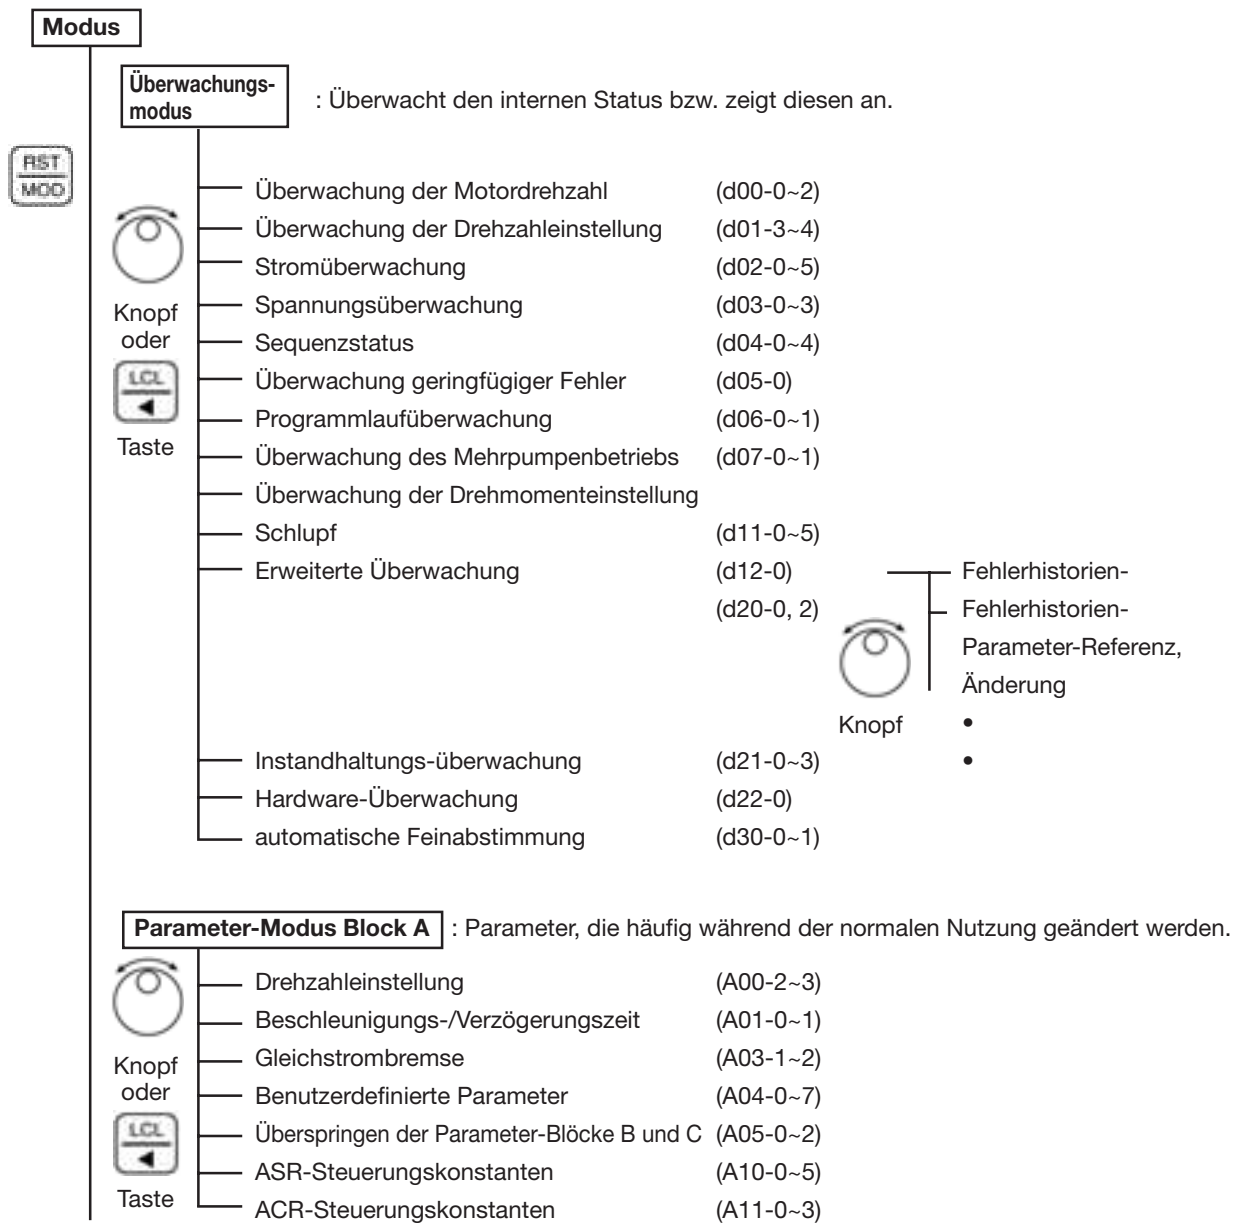 Modus
Überwachungs-
modus
: Überwacht den internen Status bzw. zeigt diesen an.
RST
MOD
Überwachung der Motordrehzahl (d00-0~2)
Überwachung der Drehzahleinstellung (d01-3~4)
Stromüberwachung (d02-0~5)
Spannungsüberwachung (d03-0~3)
Sequenzstatus (d04-0~4)
Überwachung geringfügiger Fehler (d05-0)
Programmlaufüberwachung (d06-0~1)
Überwachung des Mehrpumpenbetriebs (d07-0~1)
Überwachung der Drehmomenteinstellung
Schlupf (d11-0~5)
Erweiterte Überwachung (d12-0)
(d20-0, 2)
Knopf
oder
LCL
Taste
Fehlerhistorien-
Fehlerhistorien-
Parameter-Referenz,
Änderung
Knopf •
•
Instandhaltungs-überwachung (d21-0~3)
Hardware-Überwachung (d22-0)
automatische Feinabstimmung (d30-0~1)
Parameter-Modus Block A : Parameter, die häufig während der normalen Nutzung geändert werden.
Drehzahleinstellung (A00-2~3)
Beschleunigungs-/Verzögerungszeit (A01-0~1)
Gleichstrombremse (A03-1~2)
Benutzerdefinierte Parameter (A04-0~7)
Überspringen der Parameter-Blöcke B und C (A05-0~2)
ASR-Steuerungskonstanten (A10-0~5)
ACR-Steuerungskonstanten (A11-0~3)
Knopf
oder
LCL
Taste